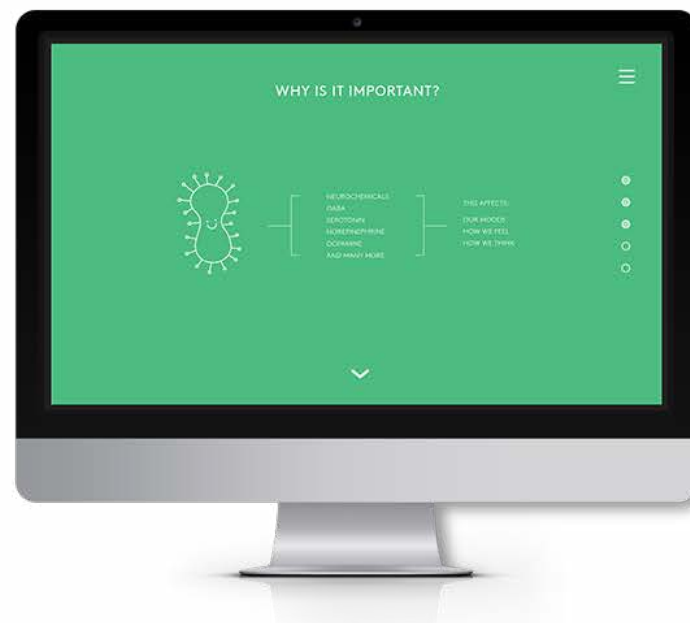 WHY IS IT IMPORTANT?
NEUROCHEMICALS
GABA
SEROTONIN
NOREPINEPHRINE
DOPAMINE
AND MANY MORE
THIS AFFECTS:
OUR MOODS
HOW WE FEEL
HOW WE THINK